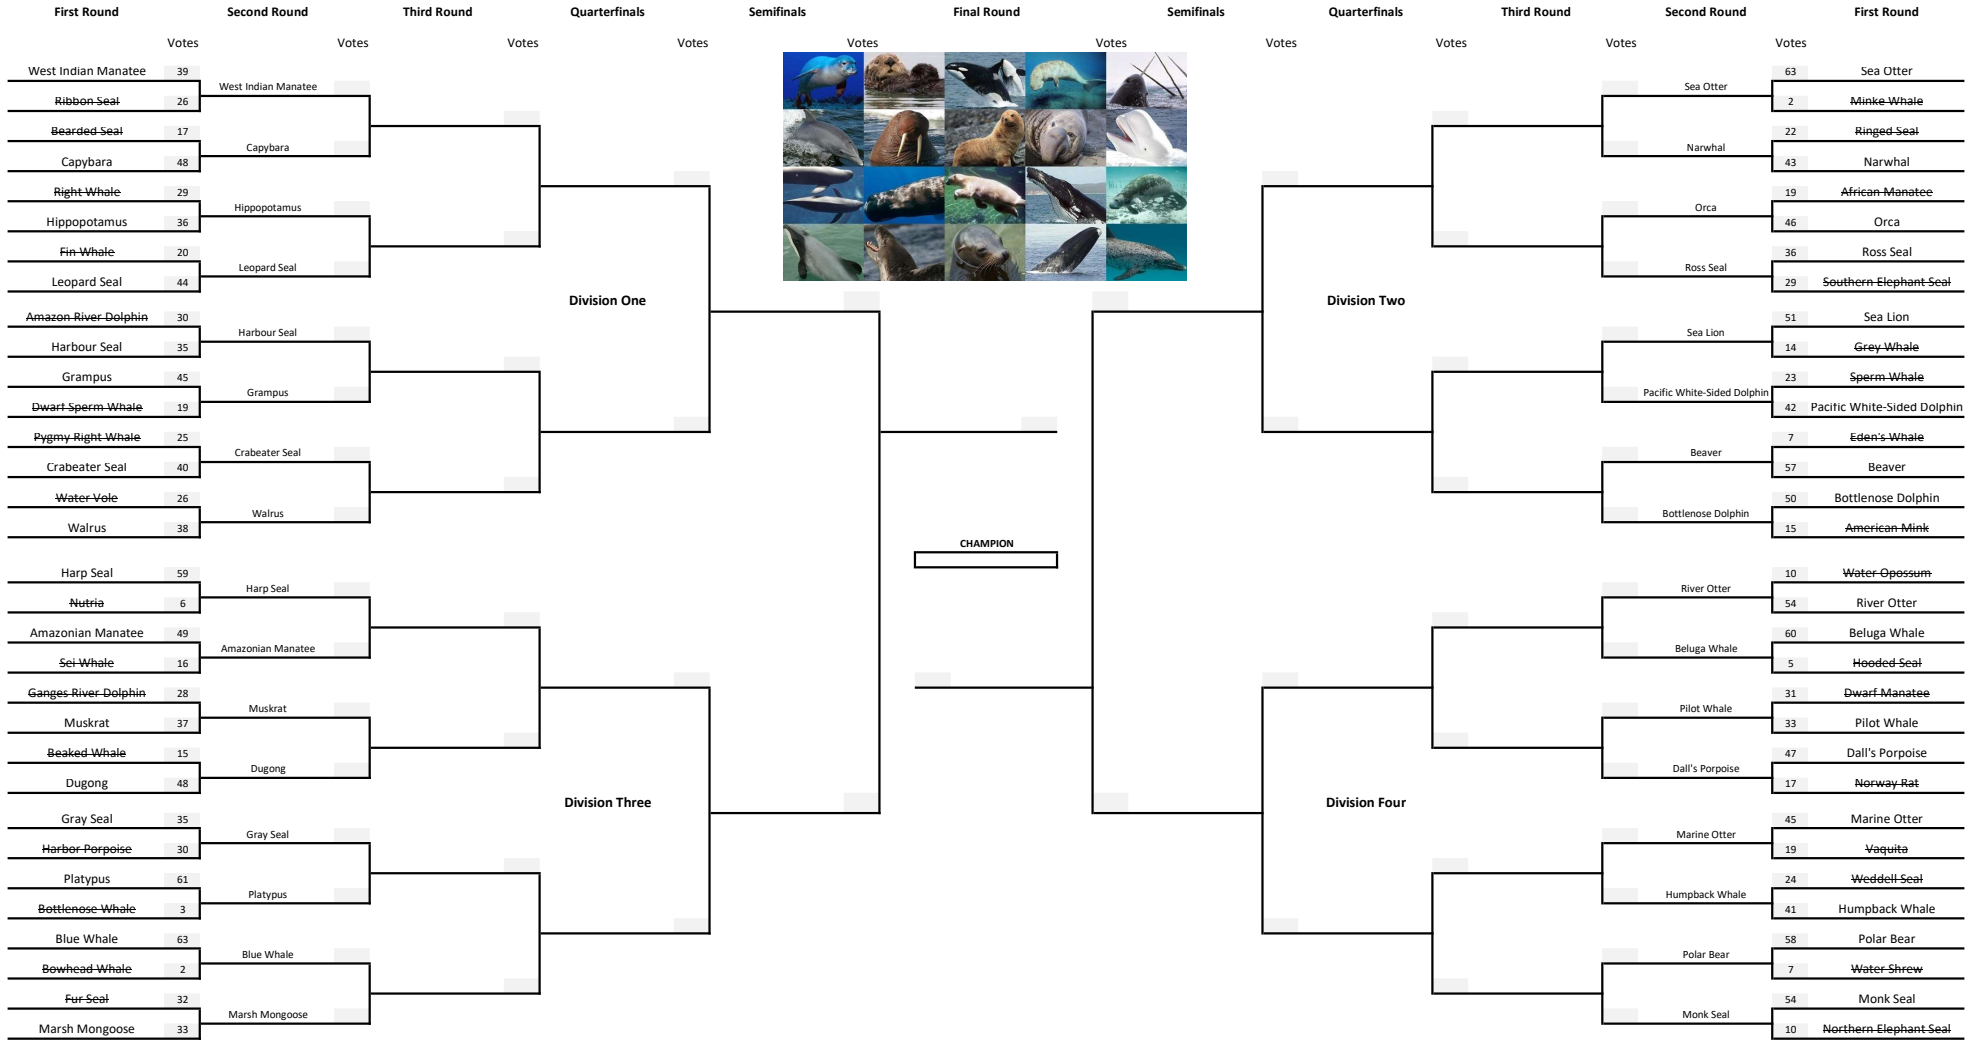 First Round Second Round Third Round Quarterfinals Semifinals Final Round Semifinals Quarterfinals Third Round Second Round First Round
Votes Votes Votes Votes Votes Votes Votes Votes Votes Votes
West Indian Manatee 39
Ribbon Seal 26
Bearded Seal 17
Capybara 48
Right Whale 29
Hippopotamus 36
Fin Whale 20
Leopard Seal 44
Amazon River Dolphin 30
Harbour Seal 35
Grampus 45
Dwarf Sperm Whale 19
Pygmy Right Whale 25
Crabeater Seal 40
Water Vole 26
Walrus 38
Harp Seal 59
Nutria 6
Amazonian Manatee 49
Sei Whale 16
Ganges River Dolphin 28
Muskrat 37
Beaked Whale 15
Dugong 48
Gray Seal 35
Harbor Porpoise 30
Platypus 61
Bottlenose Whale 3
Blue Whale 63
Bowhead Whale 2
Fur Seal 32
Marsh Mongoose 33
West Indian Manatee
Capybara
Hippopotamus
Leopard Seal
Harbour Seal
Grampus
Crabeater Seal
Walrus
Harp Seal
Amazonian Manatee
Muskrat
Dugong
Gray Seal
Platypus
Blue Whale
Marsh Mongoose
Division One
Division Three
CHAMPION
Division Two
Division Four
Sea Otter
Narwhal
Orca
Ross Seal
Sea Lion
Pacific White-Sided Dolphin
Beaver
Bottlenose Dolphin
River Otter
Beluga Whale
Pilot Whale
Dall's Porpoise
Marine Otter
Humpback Whale
Polar Bear
Monk Seal
63 Sea Otter
2 Minke Whale
22 Ringed Seal
43 Narwhal
19 African Manatee
46 Orca
36 Ross Seal
29 Southern Elephant Seal
51 Sea Lion
14 Grey Whale
23 Sperm Whale
42 Pacific White-Sided Dolphin
7 Eden's Whale
57 Beaver
50 Bottlenose Dolphin
15 American Mink
10 Water Opossum
54 River Otter
60 Beluga Whale
5 Hooded Seal
31 Dwarf Manatee
33 Pilot Whale
47 Dall's Porpoise
17 Norway Rat
45 Marine Otter
19 Vaquita
24 Weddell Seal
41 Humpback Whale
58 Polar Bear
7 Water Shrew
54 Monk Seal
10 Northern Elephant Seal